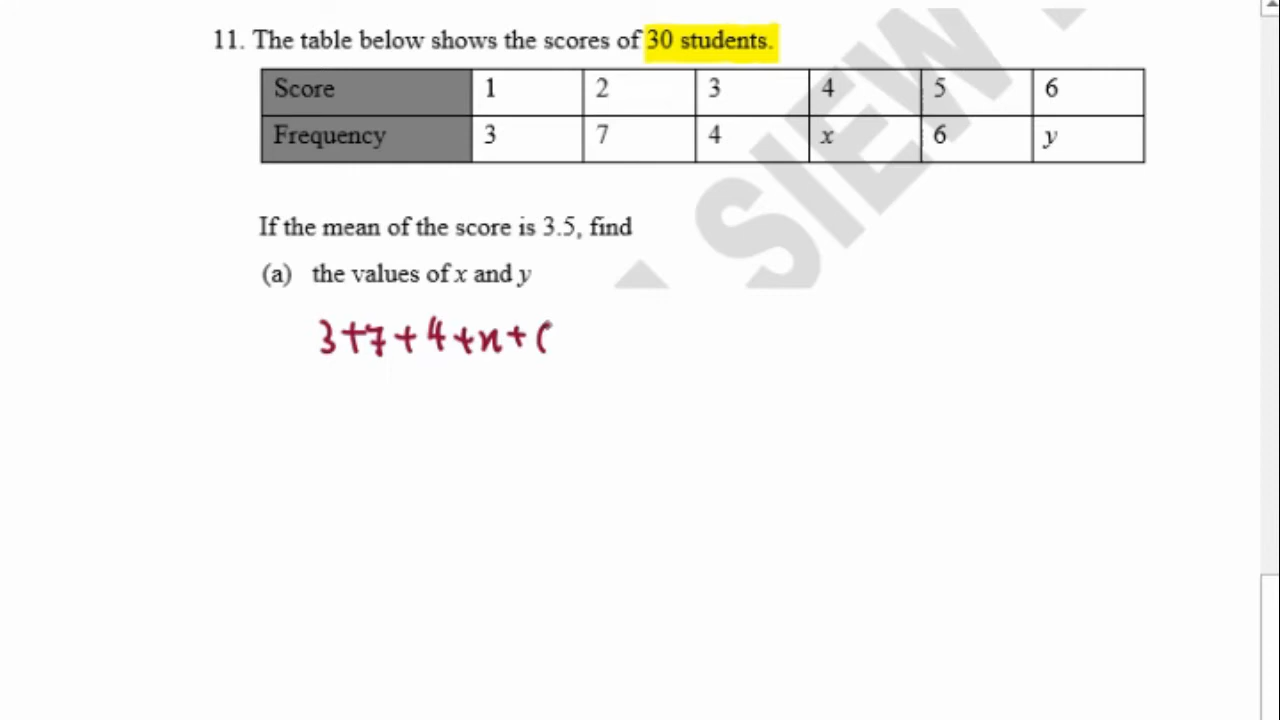 11. The table below shows the scores of 30 students.
Score 1 2 3 4 5 6
Frequency 3 7 4 x 6 y
If the mean of the score is 3.5, find
(a) the values of x and y
3+7+4+x+(
SIEW